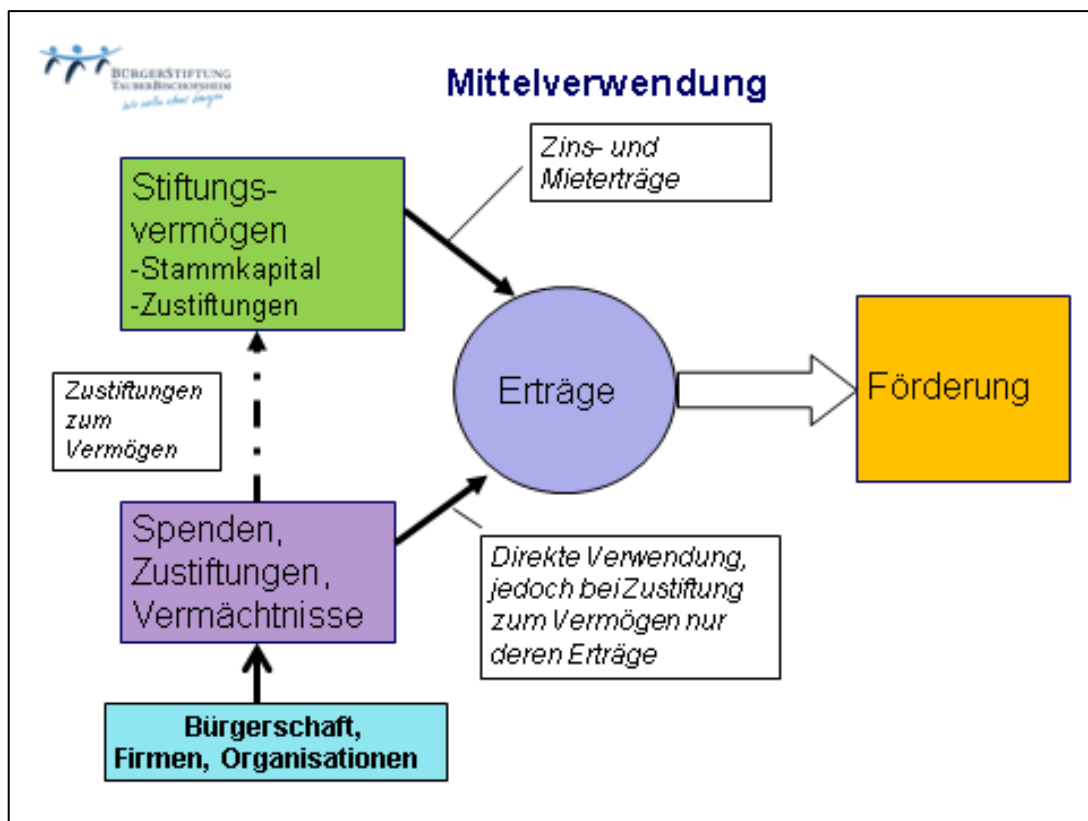 BÜRGERSTIFTUNG
TAUBERBISCHOFSHEIM
Mittelverwendung
Zins- und
Mieterträge
Stiftungs-
vermögen
-Stammkapital
-Zustiftungen
Erträge
Förderung
Zustiftungen
zum
Vermögen
Spenden,
Zustiftungen,
Vermächtnisse
Direkte Verwendung,
jedoch bei Zustiftung
zum Vermögen nur
deren Erträge
Bürgerschaft,
Firmen, Organisationen